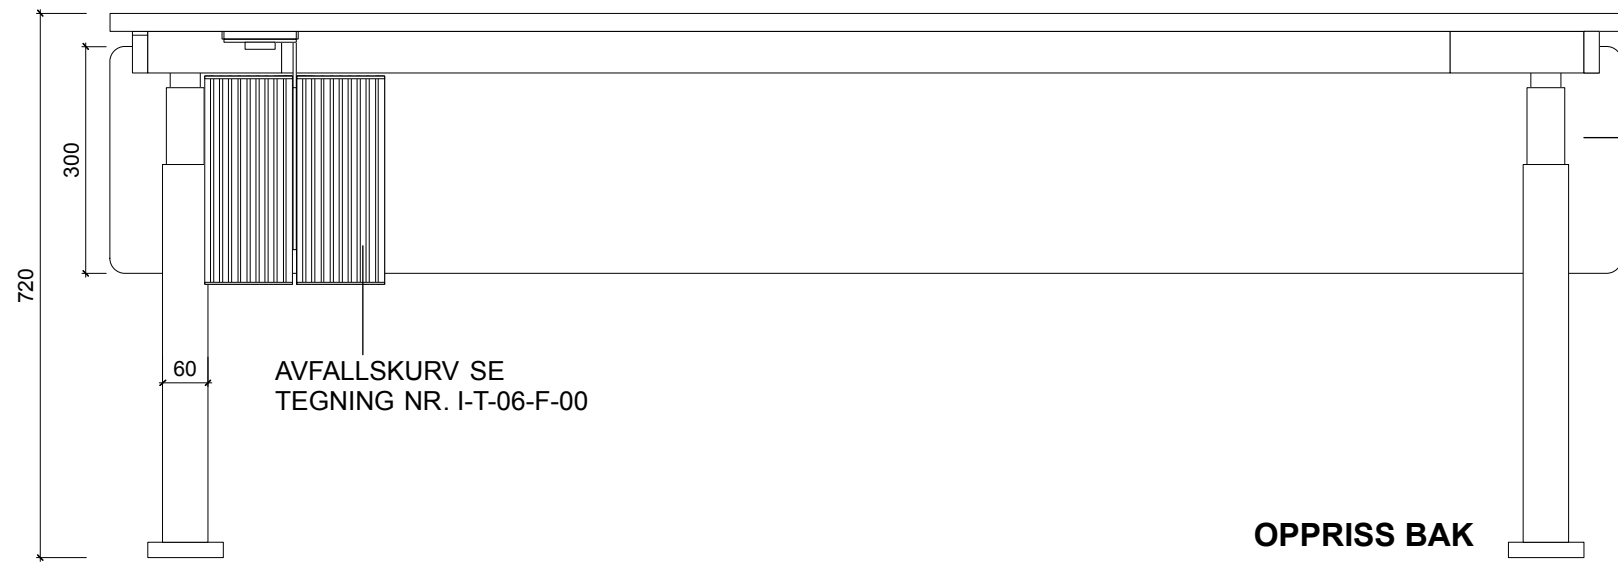 300
720
60
AVFALLSKURV SE
TEGNING NR. I-T-06-F-00
OPPRISS BAK